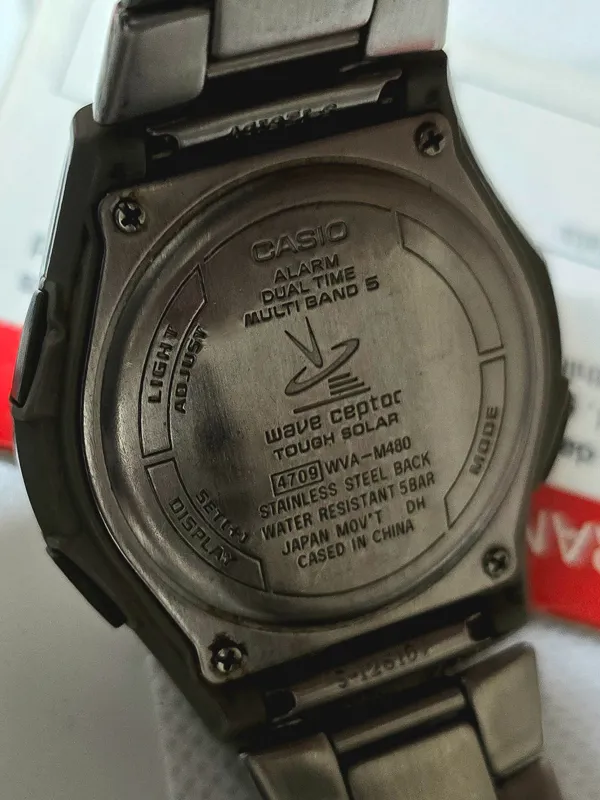 CASIO
ALARM
DUAL TIME
MULTI BAND 5
LIGHT
ADJUST
wave ceptor
TOUGH SOLAR
4709 WVA-M480
STAINLESS STEEL BACK
WATER RESISTANT 5BAR
JAPAN MOV'T DH
CASED IN CHINA
MODE
DISPLAY